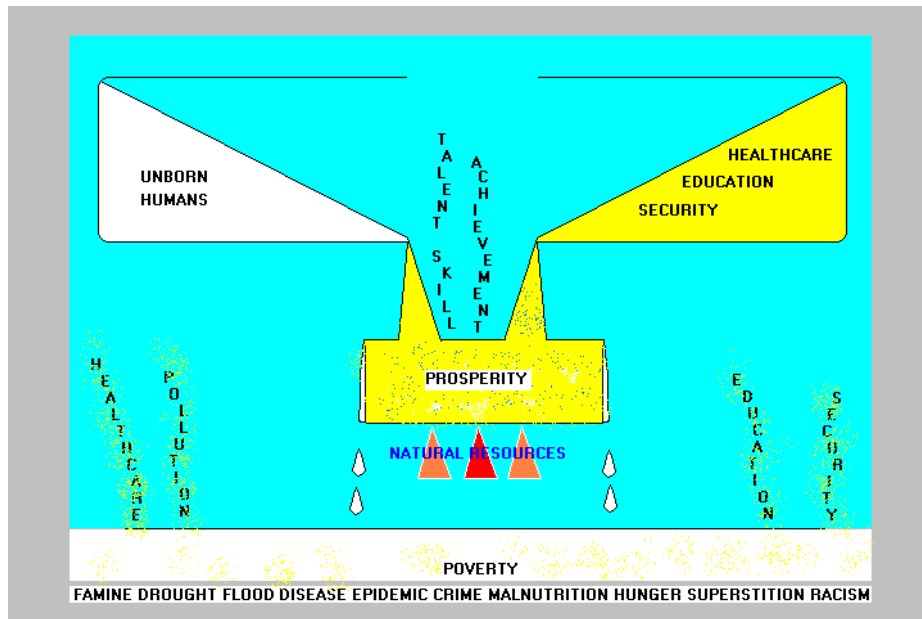 TALENT SKILL
ACHIEVEMENT
HEALTHCARE
EDUCATION
SECURITY
UNBORN
HUMANS
PROSPERITY
NATURAL RESOURCES
HEALTHCARE
POLLUTION
EDUCATION
SECURITY
POVERTY
FAMINE DROUGHT FLOOD DISEASE EPIDEMIC CRIME MALNUTRITION HUNGER SUPERSTITION RACISM